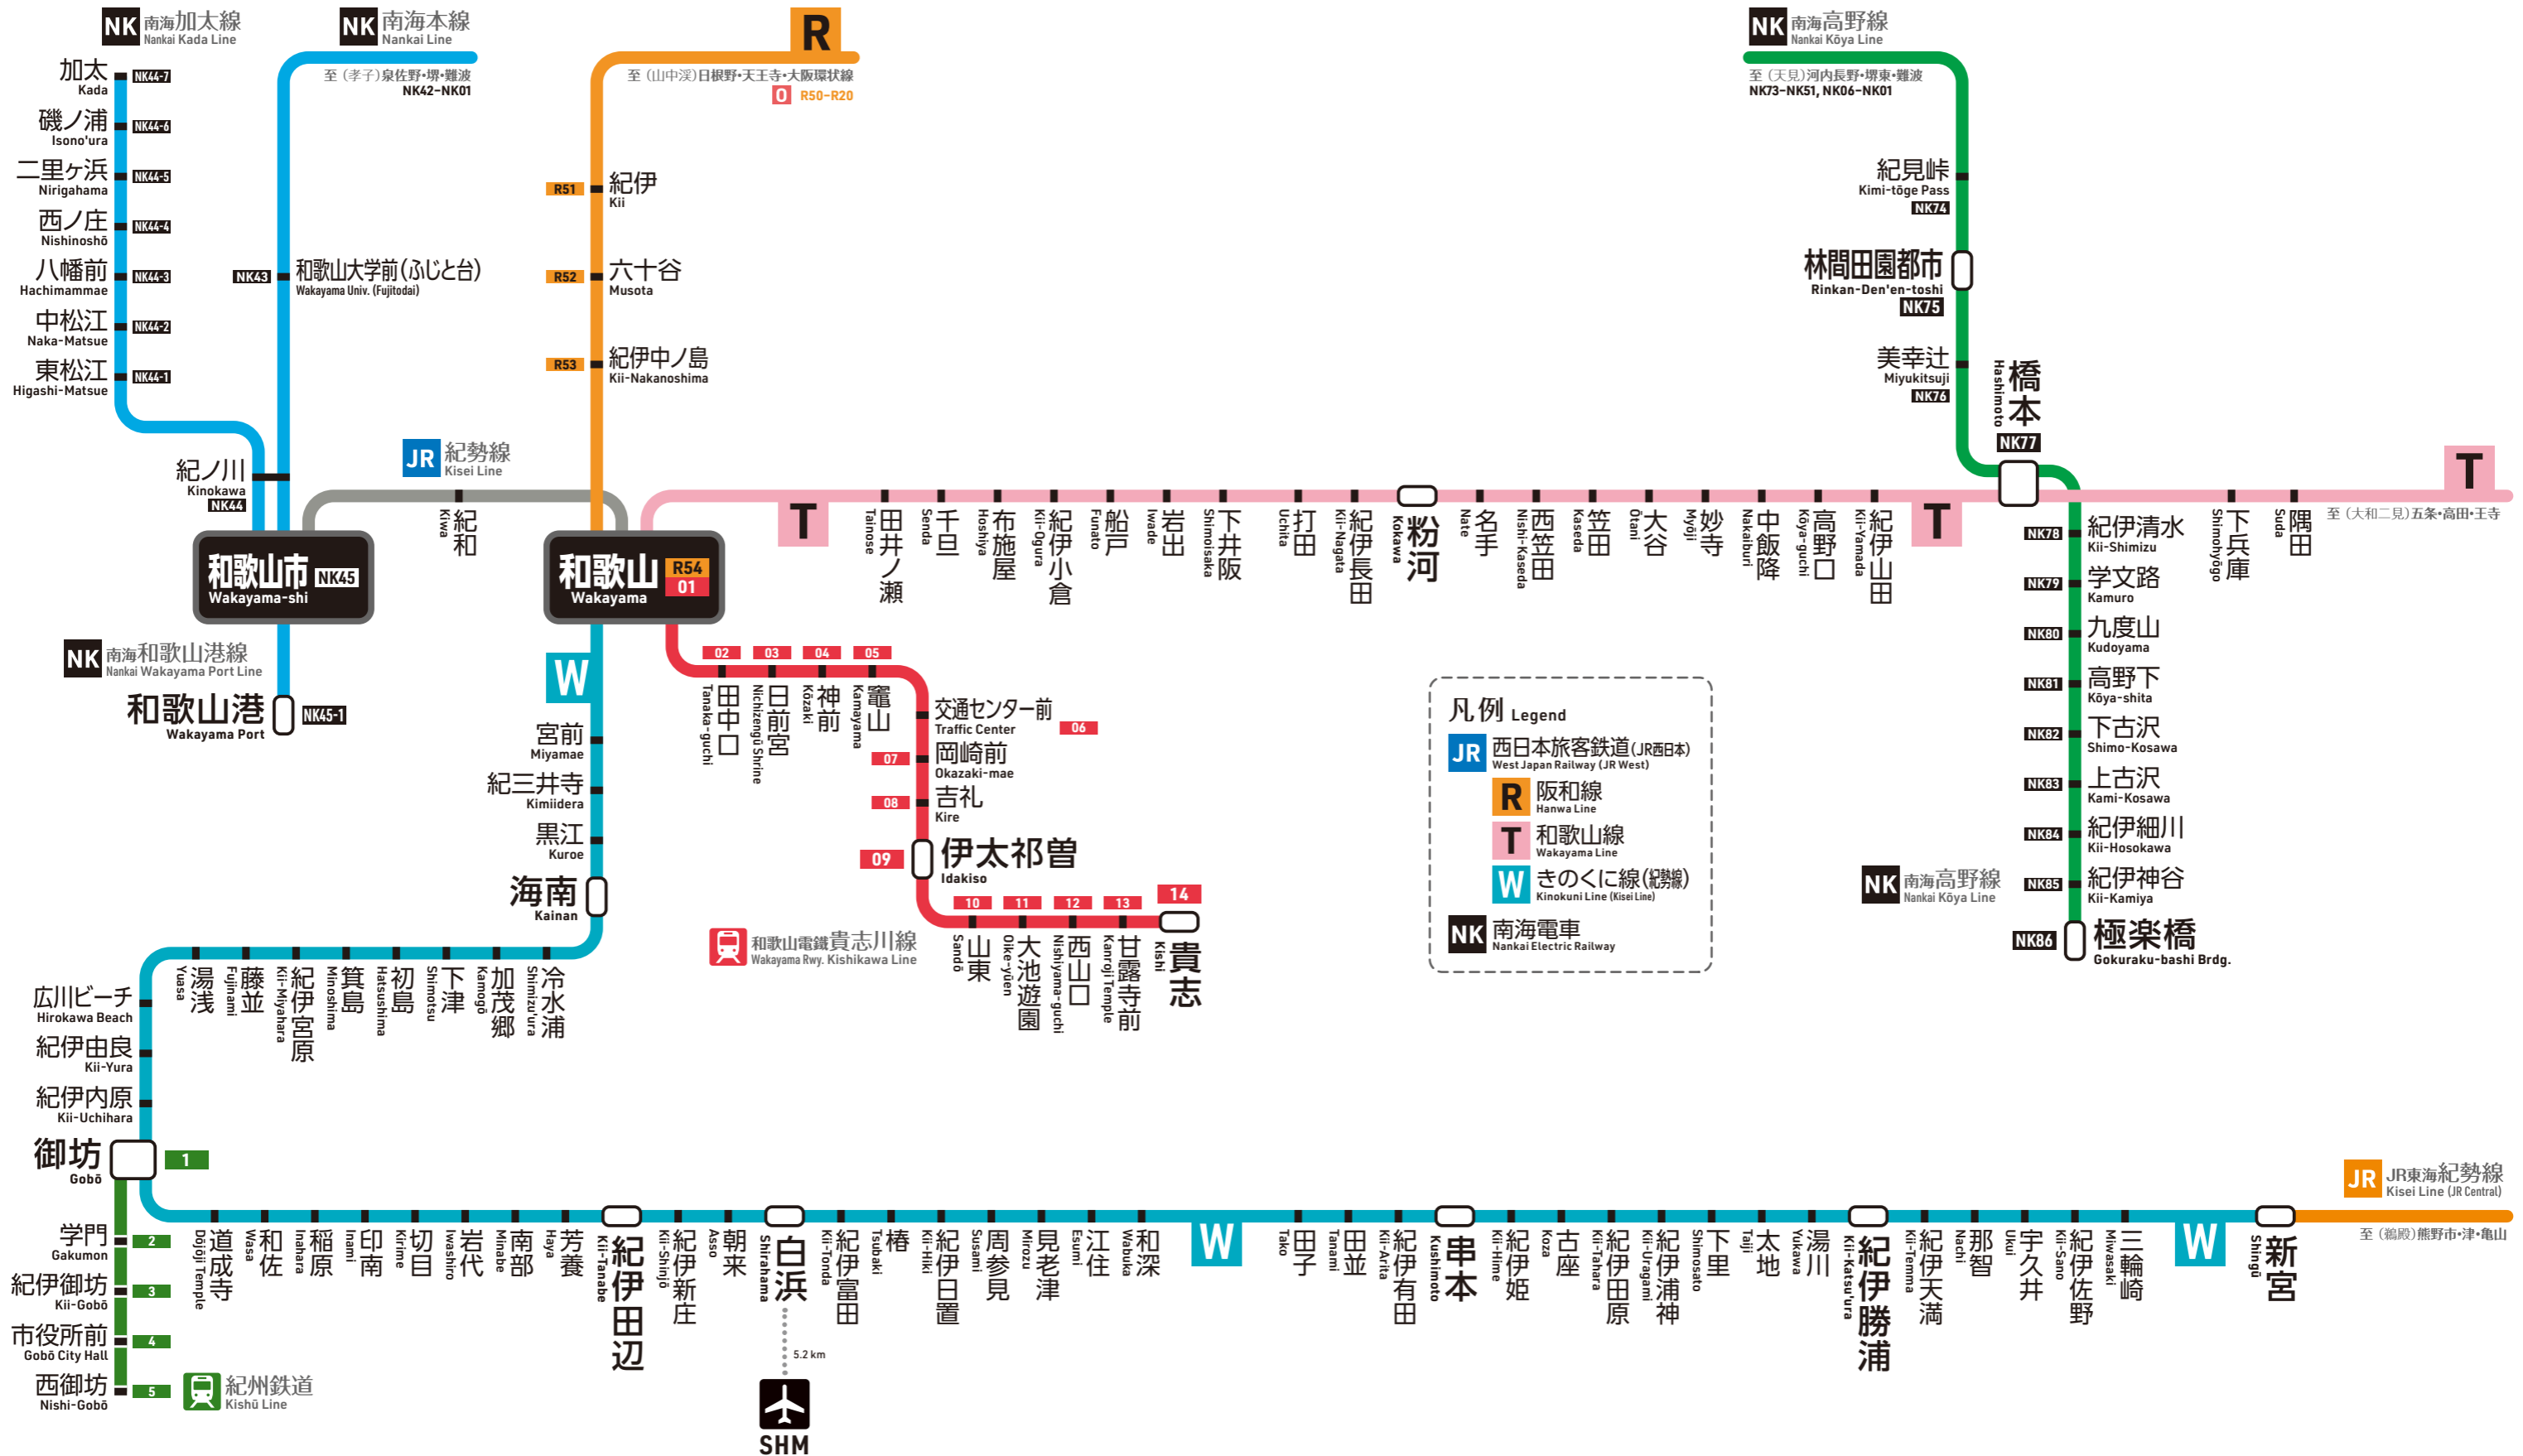 NK 南海加太線
Nankai Kada Line
NK 南海本線
Nankai Line
至 (孝子)泉佐野・堺・難波
NK42-NK01
R
至 (山中渓)日根野・天王寺・大阪環状線
O R50-R20
NK 南海高野線
Nankai Kōya Line
至 (天見)河内長野・堺東・難波
NK73-NK51, NK06-NK01
加太 NK44-7
Kada
磯ノ浦 NK44-6
Isono'ura
二里ヶ浜 NK44-5
Nirigahama
西ノ庄 NK44-4
Nishinoshō
八幡前 NK44-3
Hachimammae
中松江 NK44-2
Naka-Matsue
東松江 NK44-1
Higashi-Matsue
NK43 和歌山大学前(ふじと台)
Wakayama Univ. (Fujitodai)
紀ノ川
Kinokawa
NK44
R51 紀伊
Kii
R52 六十谷
Musota
R53 紀伊中ノ島
Kii-Nakanoshima
JR 紀勢線
Kisei Line
紀和
Kiwa
和歌山市 NK45
Wakayama-shi
和歌山 R54
Wakayama 01
NK 南海和歌山港線
Nankai Wakayama Port Line
和歌山港 NK45-1
Wakayama Port
紀見峠
Kimi-tōge Pass
NK74
林間田園都市
Rinkan-Den'en-toshi
NK75
美幸辻
Miyukitsuji
NK76
橋本
Hashimoto
NK77
T
田井ノ瀬
Tainose
千旦
Senda
布施屋
Hoshiya
紀伊小倉
Kii-Ogura
船戸
Funato
岩出
Iwade
下井阪
Shimoisaka
打田
Uchita
紀伊長田
Kii-Nagata
粉河
Kokawa
名手
Nate
西笠田
Nishi-Kaseda
笠田
Kaseda
大谷
Ōtani
妙寺
Myōji
中飯降
Nakaiburi
高野口
Kōya-guchi
紀伊山田
Kii-Yamada
T
下兵庫
Shimohyōgo
隅田
Suda
T
至 (大和二見)五条・高田・王寺
NK78 紀伊清水
Kii-Shimizu
NK79 学文路
Kamuro
NK80 九度山
Kudoyama
NK81 高野下
Kōya-shita
NK82 下古沢
Shimo-Kosawa
NK83 上古沢
Kami-Kosawa
NK84 紀伊細川
Kii-Hosokawa
NK85 紀伊神谷
Kii-Kamiya
NK86 極楽橋
Gokuraku-bashi Brdg.
NK 南海高野線
Nankai Kōya Line
02 田中口
Tanaka-guchi
03 日前宮
Nichizengū Shrine
04 神前
Kōzaki
05 竈山
Kamayama
交通センター前
Traffic Center 06
07 岡崎前
Okazaki-mae
08 吉礼
Kire
09 伊太祁曽
Idakiso
10 山東
Sandō
11 大池遊園
Oike-yuen
12 西山口
Nishiyama-guchi
13 甘露寺前
Kanroji Temple
14 貴志
Kishi
和歌山電鐵貴志川線
Wakayama Rwy. Kishikawa Line
凡例 Legend
JR 西日本旅客鉄道(JR西日本)
West Japan Railway (JR West)
R 阪和線
Hanwa Line
T 和歌山線
Wakayama Line
W きのくに線(紀勢線)
Kinokuni Line (Kisei Line)
NK 南海電車
Nankai Electric Railway
W
宮前
Miyamae
紀三井寺
Kimiidera
黒江
Kuroe
海南
Kainan
冷水浦
Shimizu'ura
加茂郷
Kamogō
下津
Shimotsu
初島
Hatsushima
箕島
Minoshima
紀伊宮原
Kii-Miyahara
藤並
Fujinami
湯浅
Yuasa
広川ビーチ
Hirokawa Beach
紀伊由良
Kii-Yura
紀伊内原
Kii-Uchihara
御坊 1
Gobō
学門 2
Gakumon
紀伊御坊 3
Kii-Gobō
市役所前 4
Gobō City Hall
西御坊 5
Nishi-Gobō
紀州鉄道
Kishū Line
道成寺
Dōjōji Temple
和佐
Wasa
稲原
Inahara
印南
Inami
切目
Kirime
岩代
Iwashiro
南部
Minabe
芳養
Haya
紀伊田辺
Kii-Tanabe
紀伊新庄
Kii-Shinjō
朝来
Asso
白浜
Shirahama
5.2 km
SHM
紀伊富田
Kii-Tonda
椿
Tsubaki
紀伊日置
Kii-Hiki
周参見
Susami
見老津
Mirozu
江住
Esumi
和深
Wabuka
W
田子
Tako
田並
Tanami
紀伊有田
Kii-Arita
串本
Kushimoto
紀伊姫
Kii-Hime
古座
Koza
紀伊田原
Kii-Tahara
紀伊浦神
Kii-Uragami
下里
Shimosato
太地
Taiji
湯川
Yukawa
紀伊勝浦
Kii-Katsu'ura
紀伊天満
Kii-Temma
那智
Nachi
宇久井
Ukui
紀伊佐野
Kii-Sano
三輪崎
Miwasaki
W
新宮
Shingū
JR JR東海紀勢線
Kisei Line (JR Central)
至 (鵜殿)熊野市・津・亀山